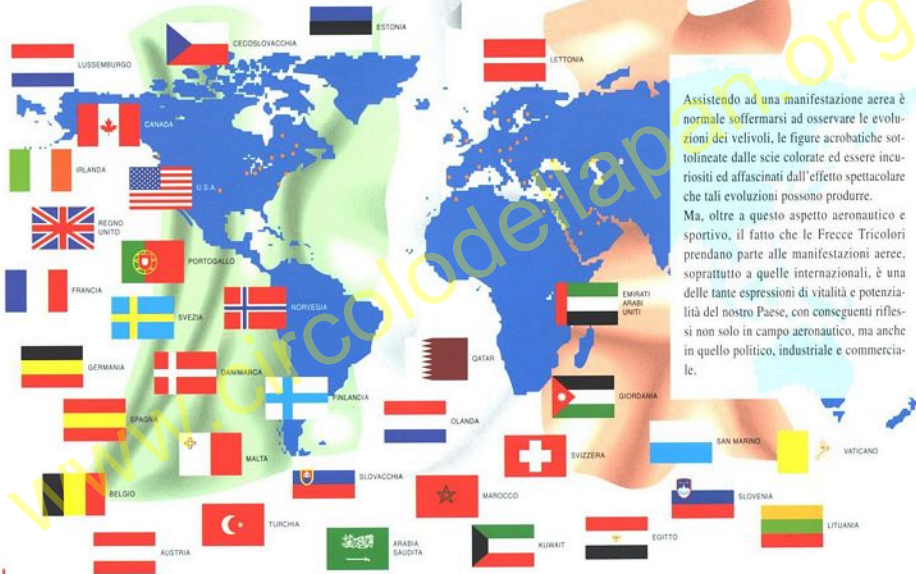 ESTONIA
CECOSLOVACCHIA
LUSSEMBURGO
LETTONIA
CANADA
IRLANDA
U.S.A.
REGNO
UNITO
PORTOGALLO
FRANCIA
SVEZIA
NORVEGIA
EMIRATI
ARABI
UNITI
GERMANIA
DANIMARCA
QATAR
FINLANDIA
GIORDANIA
SPAGNA
OLANDA
MALTA
SVIZZERA
SAN MARINO
VATICANO
BELGIO
SLOVACCHIA
MAROCCO
SLOVENIA
TURCHIA
LITUANIA
AUSTRIA
ARABIA
SAUDITA
KUWAIT
EGITTO
Assistendo ad una manifestazione aerea è
normale soffermarsi ad osservare le evolu-
zioni dei velivoli, le figure acrobatiche sot-
tolineate dalle scie colorate ed essere incu-
riositi ed affascinati dall'effetto spettacolare
che tali evoluzioni possono produrre.
Ma, oltre a questo aspetto aeronautico e
sportivo, il fatto che le Frecce Tricolori
prendano parte alle manifestazioni aeree,
soprattutto a quelle internazionali, è una
delle tante espressioni di vitalità e potenzia-
lità del nostro Paese, con conseguenti rifles-
si non solo in campo aeronautico, ma anche
in quello politico, industriale e commercia-
le.
www.circolodellapan.org